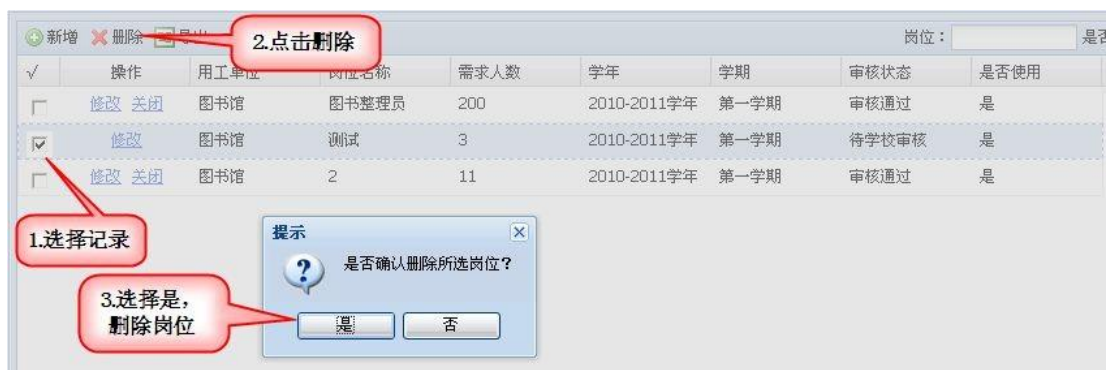 新增 删除 导出 岗位： 是否
2.点击删除
√ 操作 用工单位 岗位名称 需求人数 学年 学期 审核状态 是否使用
修改 关闭 图书馆 图书整理员 200 2010-2011学年 第一学期 审核通过 是
修改 图书馆 测试 3 2010-2011学年 第一学期 待学校审核 是
修改 关闭 图书馆 2 11 2010-2011学年 第一学期 审核通过 是
1.选择记录
提示
是否确认删除所选岗位？
3.选择是，
删除岗位
是 否